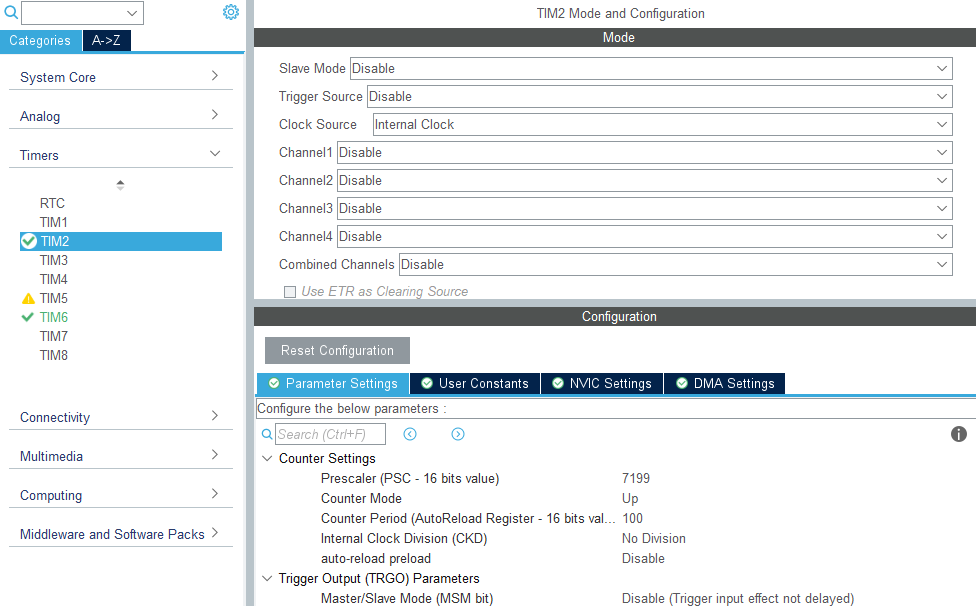 Categories
A->Z
System Core
Analog
Timers
RTC
TIM1
TIM2
TIM3
TIM4
TIM5
TIM6
TIM7
TIM8
Connectivity
Multimedia
Computing
Middleware and Software Packs
TIM2 Mode and Configuration
Mode
Slave Mode Disable
Trigger Source Disable
Clock Source Internal Clock
Channel1 Disable
Channel2 Disable
Channel3 Disable
Channel4 Disable
Combined Channels Disable
Use ETR as Clearing Source
Configuration
Reset Configuration
Parameter Settings User Constants NVIC Settings DMA Settings
Configure the below parameters :
Search (Ctrl+F)
Counter Settings
Prescaler (PSC - 16 bits value) 7199
Counter Mode Up
Counter Period (AutoReload Register - 16 bits val... 100
Internal Clock Division (CKD) No Division
auto-reload preload Disable
Trigger Output (TRGO) Parameters
Master/Slave Mode (MSM bit) Disable (Trigger input effect not delayed)